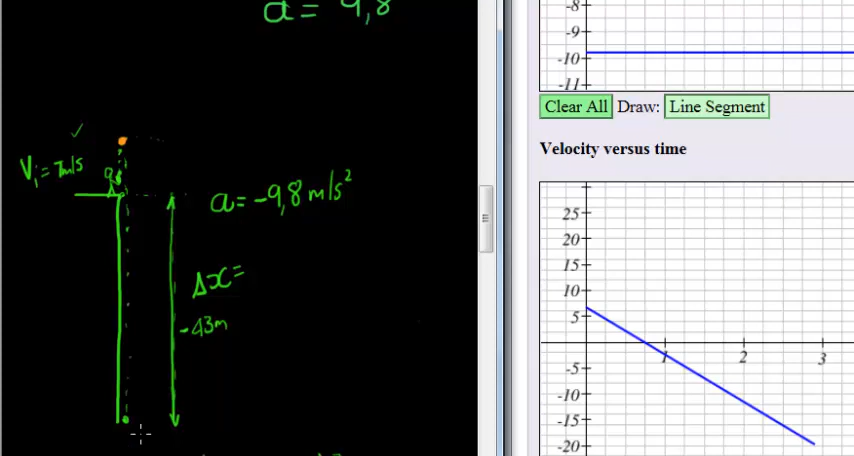 a = 9,8
Vi = 7m/s ✓
a = -9,8 m/s²
Δx =
-43m
-8
-9
-10
-11
Clear All Draw: Line Segment
Velocity versus time
25
20
15
10
5
1 2 3
-5
-10
-15
-20